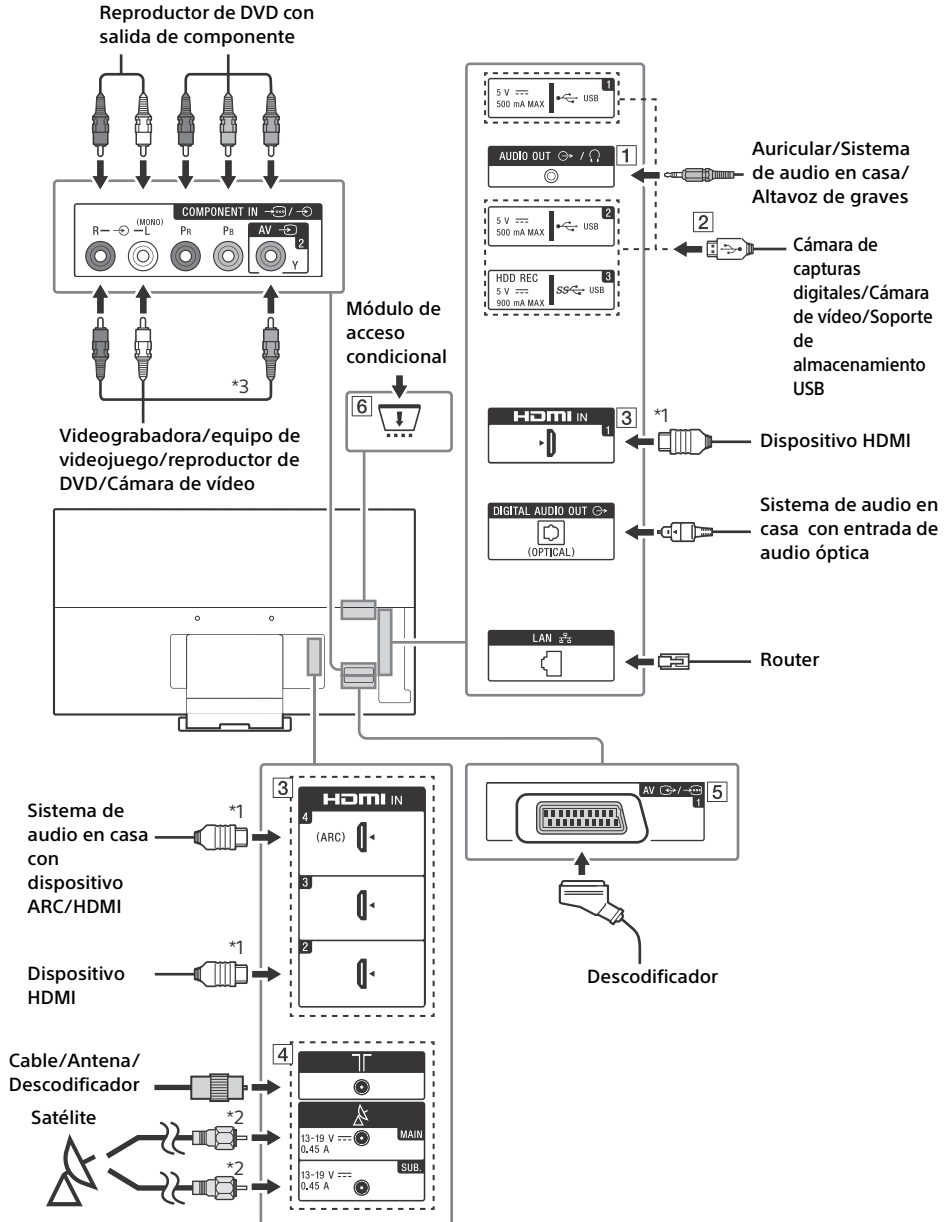 Reproductor de DVD con
salida de componente
COMPONENT IN /
R
(MONO)
L
PR
PB
AV
2
Y
*3
Videograbadora/equipo de
videojuego/reproductor de
DVD/Cámara de vídeo
Módulo de
acceso
condicional
6
5 V
500 mA MAX
USB
1
AUDIO OUT /
1
Auricular/Sistema
de audio en casa/
Altavoz de graves
5 V
500 mA MAX
USB
2
2
Cámara de
capturas
digitales/Cámara
de vídeo/Soporte
de
almacenamiento
USB
HDD REC
5 V
900 mA MAX
SS
USB
3
HDMI IN
1
3
*1
Dispositivo HDMI
DIGITAL AUDIO OUT
(OPTICAL)
Sistema de audio en
casa con entrada de
audio óptica
LAN
Router
3
HDMI IN
4
(ARC)
3
2
Sistema de
audio en casa
con
dispositivo
ARC/HDMI
*1
Dispositivo
HDMI
*1
AV /
1
5
Descodificador
4
Cable/Antena/
Descodificador
Satélite
*2
13-19 V
0.45 A
MAIN
*2
13-19 V
0.45 A
SUB.